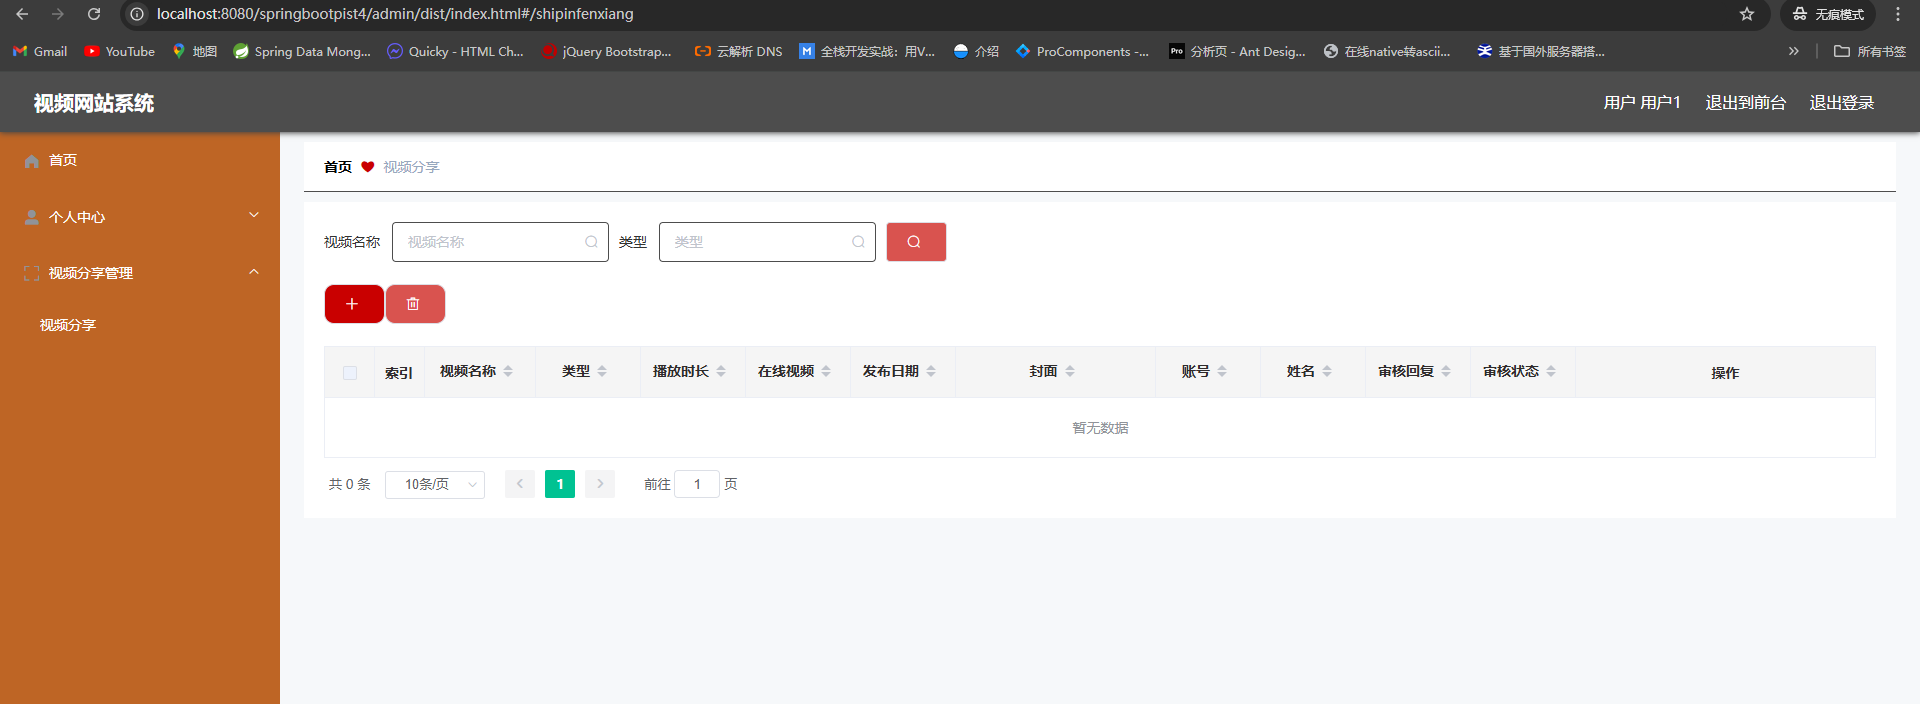 localhost:8080/springbootpist4/admin/dist/index.html#/shipinfenxiang 无痕模式
Gmail YouTube 地图 Spring Data Mong... Quicky - HTML Ch... jQuery Bootstrap... 云解析 DNS M 全栈开发实战：用V... 介绍 ProComponents -... Pro 分析页 - Ant Desig... 在线native转ascii... 基于国外服务器搭... » 所有书签
视频网站系统 用户 用户1 退出到前台 退出登录
首页
个人中心
视频分享管理
视频分享
首页 视频分享
视频名称 视频名称 类型 类型
索引 视频名称 类型 播放时长 在线视频 发布日期 封面 账号 姓名 审核回复 审核状态 操作
暂无数据
共 0 条 10条/页 1 前往 1 页